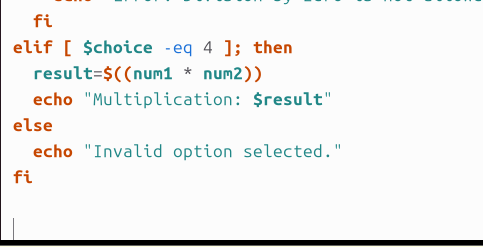 fi
elif [ $choice -eq 4 ]; then
result=$((num1 * num2))
echo "Multiplication: $result"
else
echo "Invalid option selected."
fi